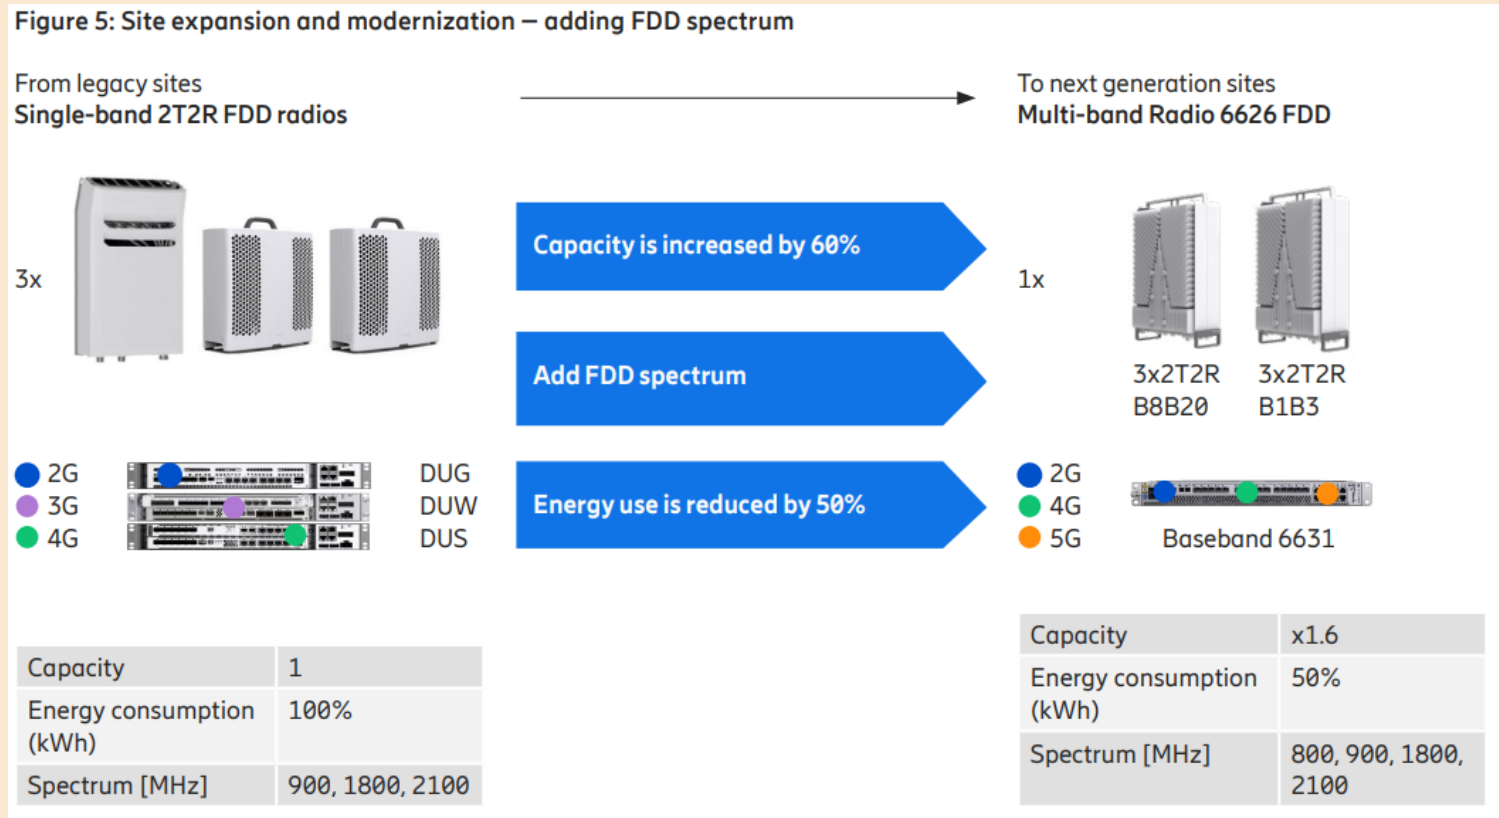 Figure 5: Site expansion and modernization – adding FDD spectrum
From legacy sites
Single-band 2T2R FDD radios
To next generation sites
Multi-band Radio 6626 FDD
3x
Capacity is increased by 60%
1x
Add FDD spectrum
3x2T2R
B8B20
3x2T2R
B1B3
2G
3G
4G
DUG
DUW
DUS
Energy use is reduced by 50%
2G
4G
5G
Baseband 6631
Capacity 1
Energy consumption 100%
(kWh)
Spectrum [MHz] 900, 1800, 2100
Capacity x1.6
Energy consumption 50%
(kWh)
Spectrum [MHz] 800, 900, 1800,
2100